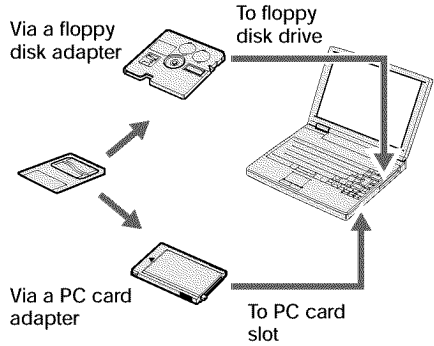 Via a floppy
disk adapter
To floppy
disk drive
Via a PC card
adapter
To PC card
slot